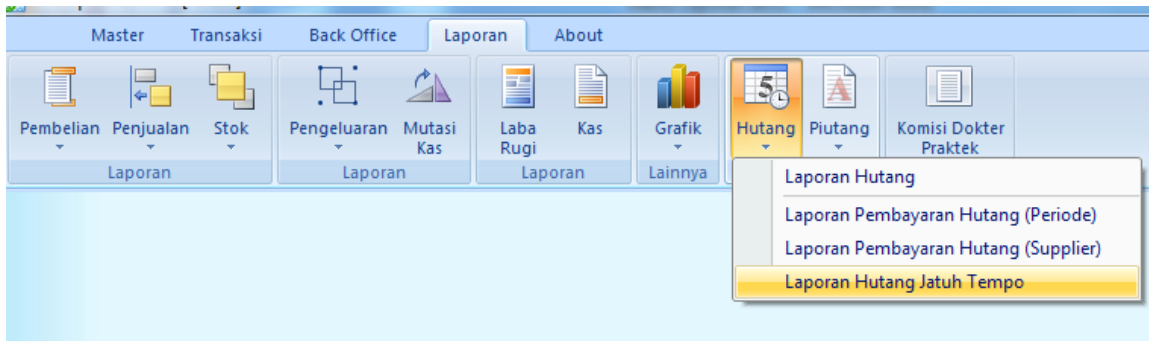 Master Transaksi Back Office Laporan About
5
Pembelian Penjualan Stok Pengeluaran Mutasi Laba Kas Grafik Hutang Piutang Komisi Dokter
Kas Rugi Praktek
Laporan Laporan Laporan Lainnya
Laporan Hutang
Laporan Pembayaran Hutang (Periode)
Laporan Pembayaran Hutang (Supplier)
Laporan Hutang Jatuh Tempo